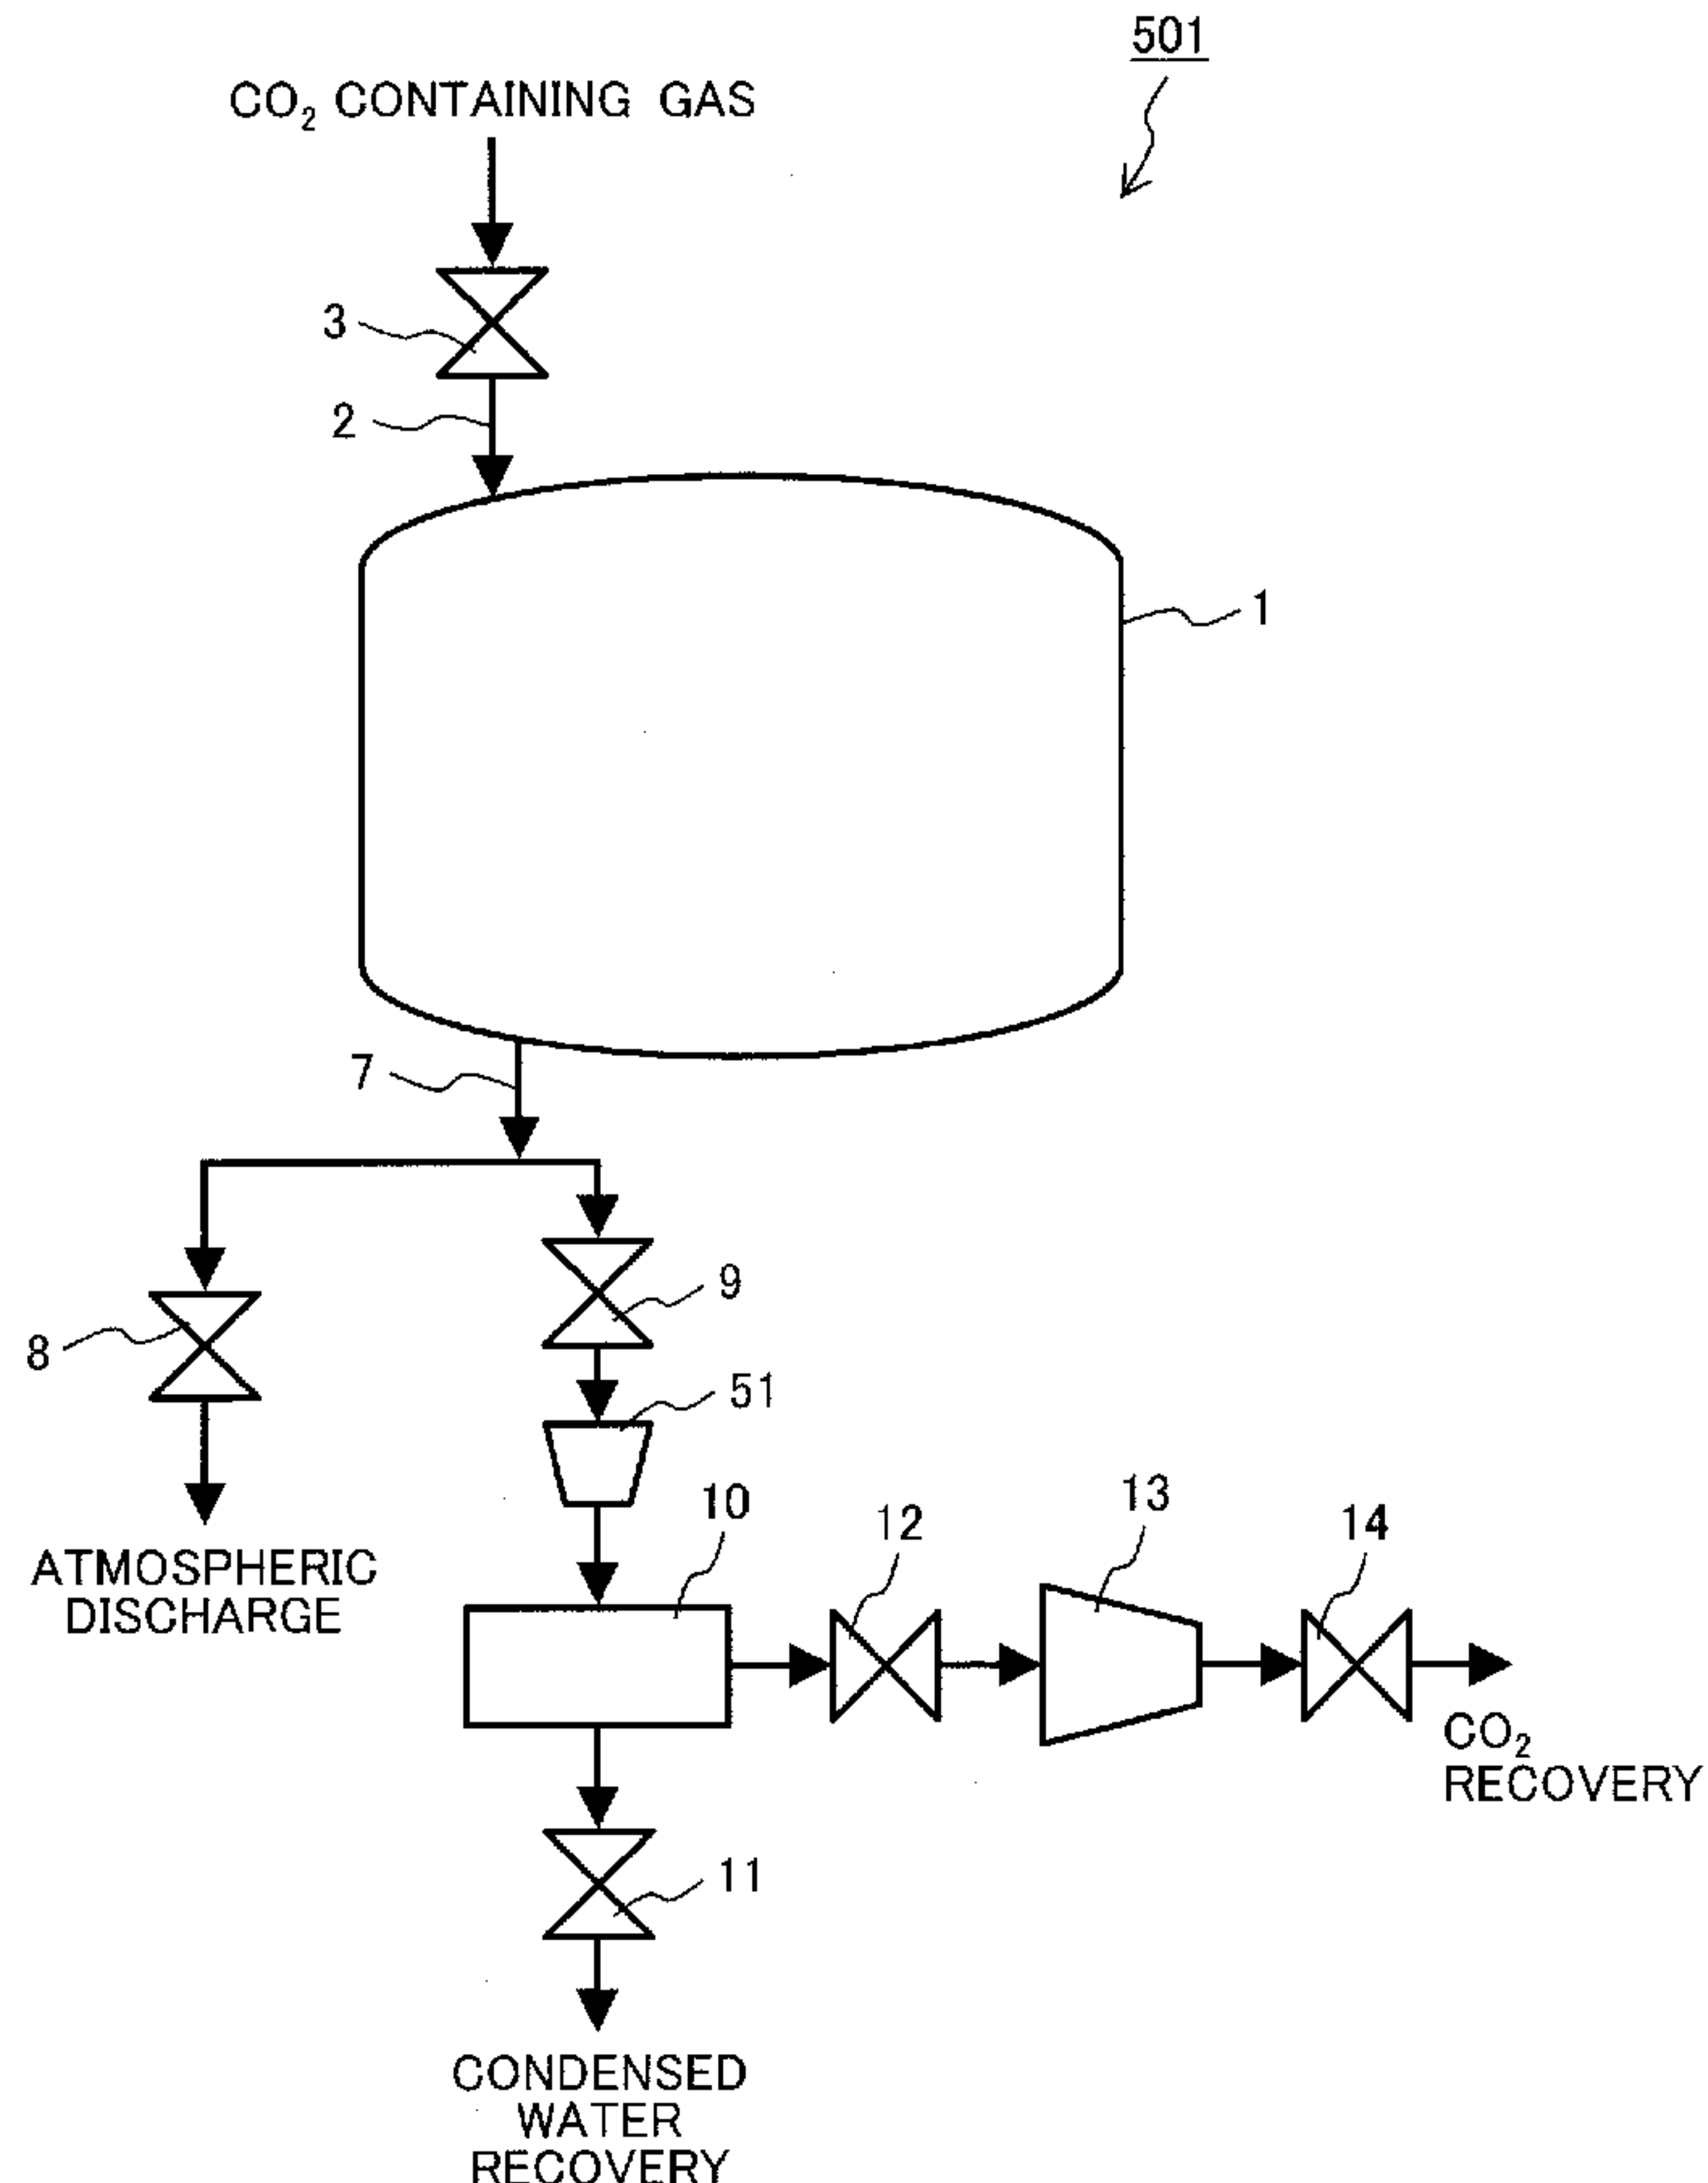 501
CO₂ CONTAINING GAS
3
2
1
7
9
8
51
10
12
13
14
ATMOSPHERIC
DISCHARGE
CO₂
RECOVERY
11
CONDENSED
WATER
RECOVERY